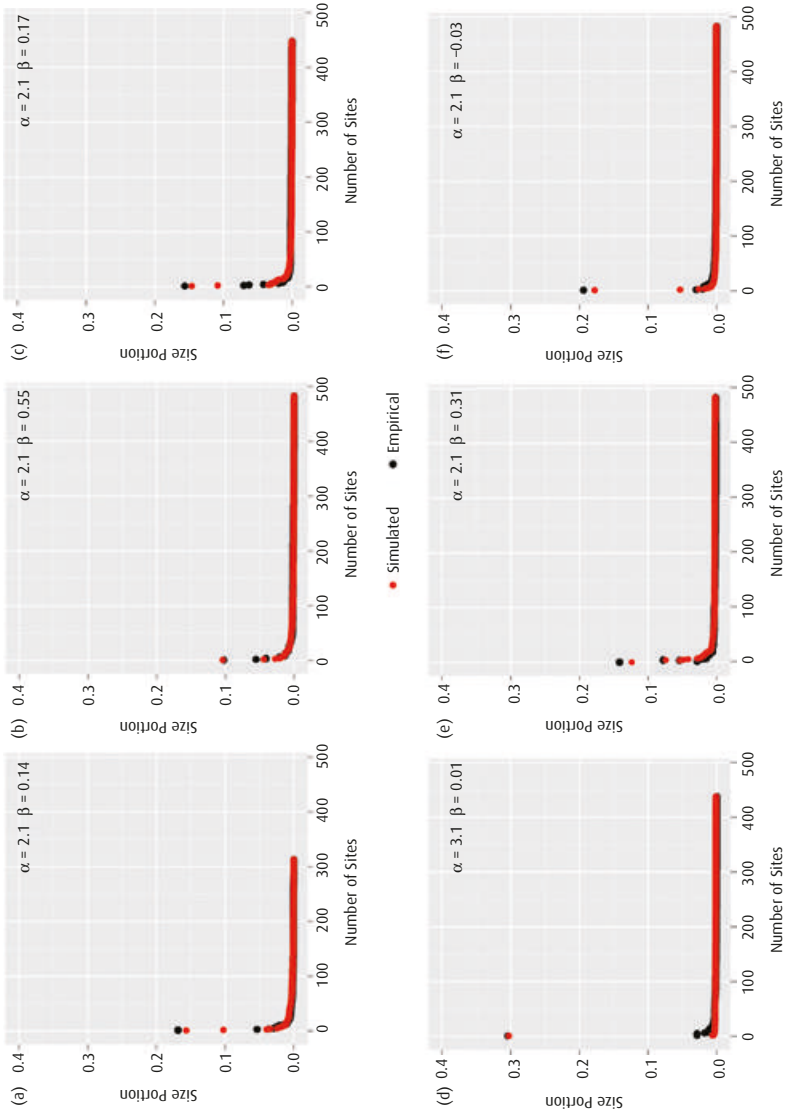 (a)
α = 2.1 β = 0.14
0.4
0.3
0.2
0.1
0.0
Size Portion
0
100
200
300
400
500
Number of Sites
(b)
α = 2.1 β = 0.55
0.4
0.3
0.2
0.1
0.0
Size Portion
0
100
200
300
400
500
Number of Sites
(c)
α = 2.1 β = 0.17
0.4
0.3
0.2
0.1
0.0
Size Portion
0
100
200
300
400
500
Number of Sites
Simulated
Empirical
(d)
α = 3.1 β = 0.01
0.4
0.3
0.2
0.1
0.0
Size Portion
0
100
200
300
400
500
Number of Sites
(e)
α = 2.1 β = 0.31
0.4
0.3
0.2
0.1
0.0
Size Portion
0
100
200
300
400
500
Number of Sites
(f)
α = 2.1 β = −0.03
0.4
0.3
0.2
0.1
0.0
Size Portion
0
100
200
300
400
500
Number of Sites